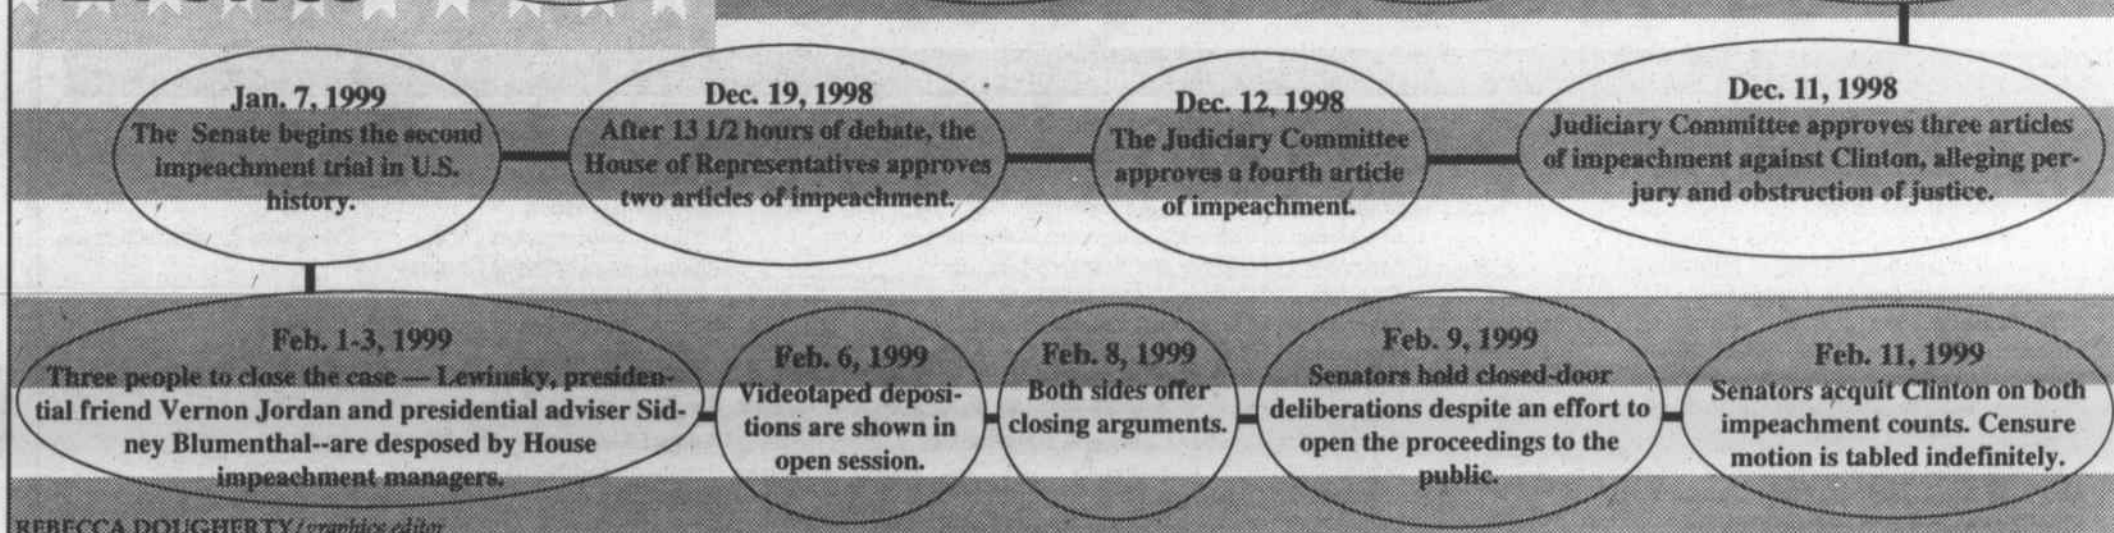 Jan. 7, 1999
The Senate begins the second
impeachment trial in U.S.
history.
Dec. 19, 1998
After 13 1/2 hours of debate, the
House of Representatives approves
two articles of impeachment.
Dec. 12, 1998
The Judiciary Committee
approves a fourth article
of impeachment.
Dec. 11, 1998
Judiciary Committee approves three articles
of impeachment against Clinton, alleging per-
jury and obstruction of justice.
Feb. 1-3, 1999
Three people to close the case — Lewinsky, presiden-
tial friend Vernon Jordan and presidential adviser Sid-
ney Blumenthal--are desposed by House
impeachment managers.
Feb. 6, 1999
Videotaped deposi-
tions are shown in
open session.
Feb. 8, 1999
Both sides offer
closing arguments.
Feb. 9, 1999
Senators hold closed-door
deliberations despite an effort to
open the proceedings to the
public.
Feb. 11, 1999
Senators acquit Clinton on both
impeachment counts. Censure
motion is tabled indefinitely.
REBECCA DOUGHERTY/graphics editor